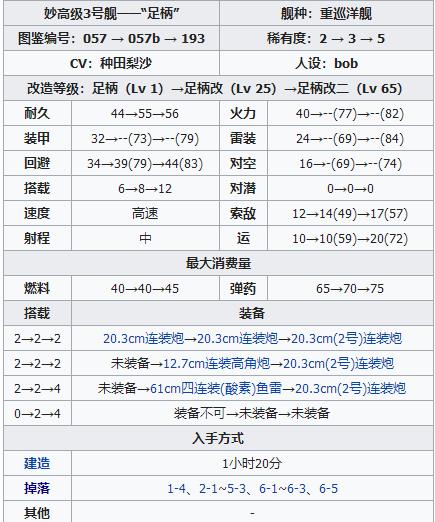 妙高级3号舰——“足柄” 舰种：重巡洋舰
图鉴编号：057 → 057b → 193 稀有度：2 → 3 → 5
CV：种田梨沙 人设：bob
改造等级：足柄（Lv 1）→足柄改（Lv 25）→足柄改二（Lv 65）
耐久 44→55→56 火力 40→--(77)→--(82)
装甲 32→--(73)→--(79) 雷装 24→--(69)→--(84)
回避 34→39(79)→44(83) 对空 16→-(69)→--(74)
搭载 6→8→12 对潜 0→0→0
速度 高速 索敌 12→14(49)→17(57)
射程 中 运 10→10(59)→20(72)
最大消费量
燃料 40→40→45 弹药 65→70→75
搭载 装备
2→2→2 20.3cm连装炮→20.3cm连装炮→20.3cm(2号)连装炮
2→2→2 未装备→12.7cm连装高角炮→20.3cm(2号)连装炮
2→2→4 未装备→61cm四连装(酸素)鱼雷→20.3cm(2号)连装炮
0→2→4 装备不可→未装备→未装备
入手方式
建造 1小时20分
掉落 1-4、2-1~5-3、6-1~6-3、6-5
其他 -